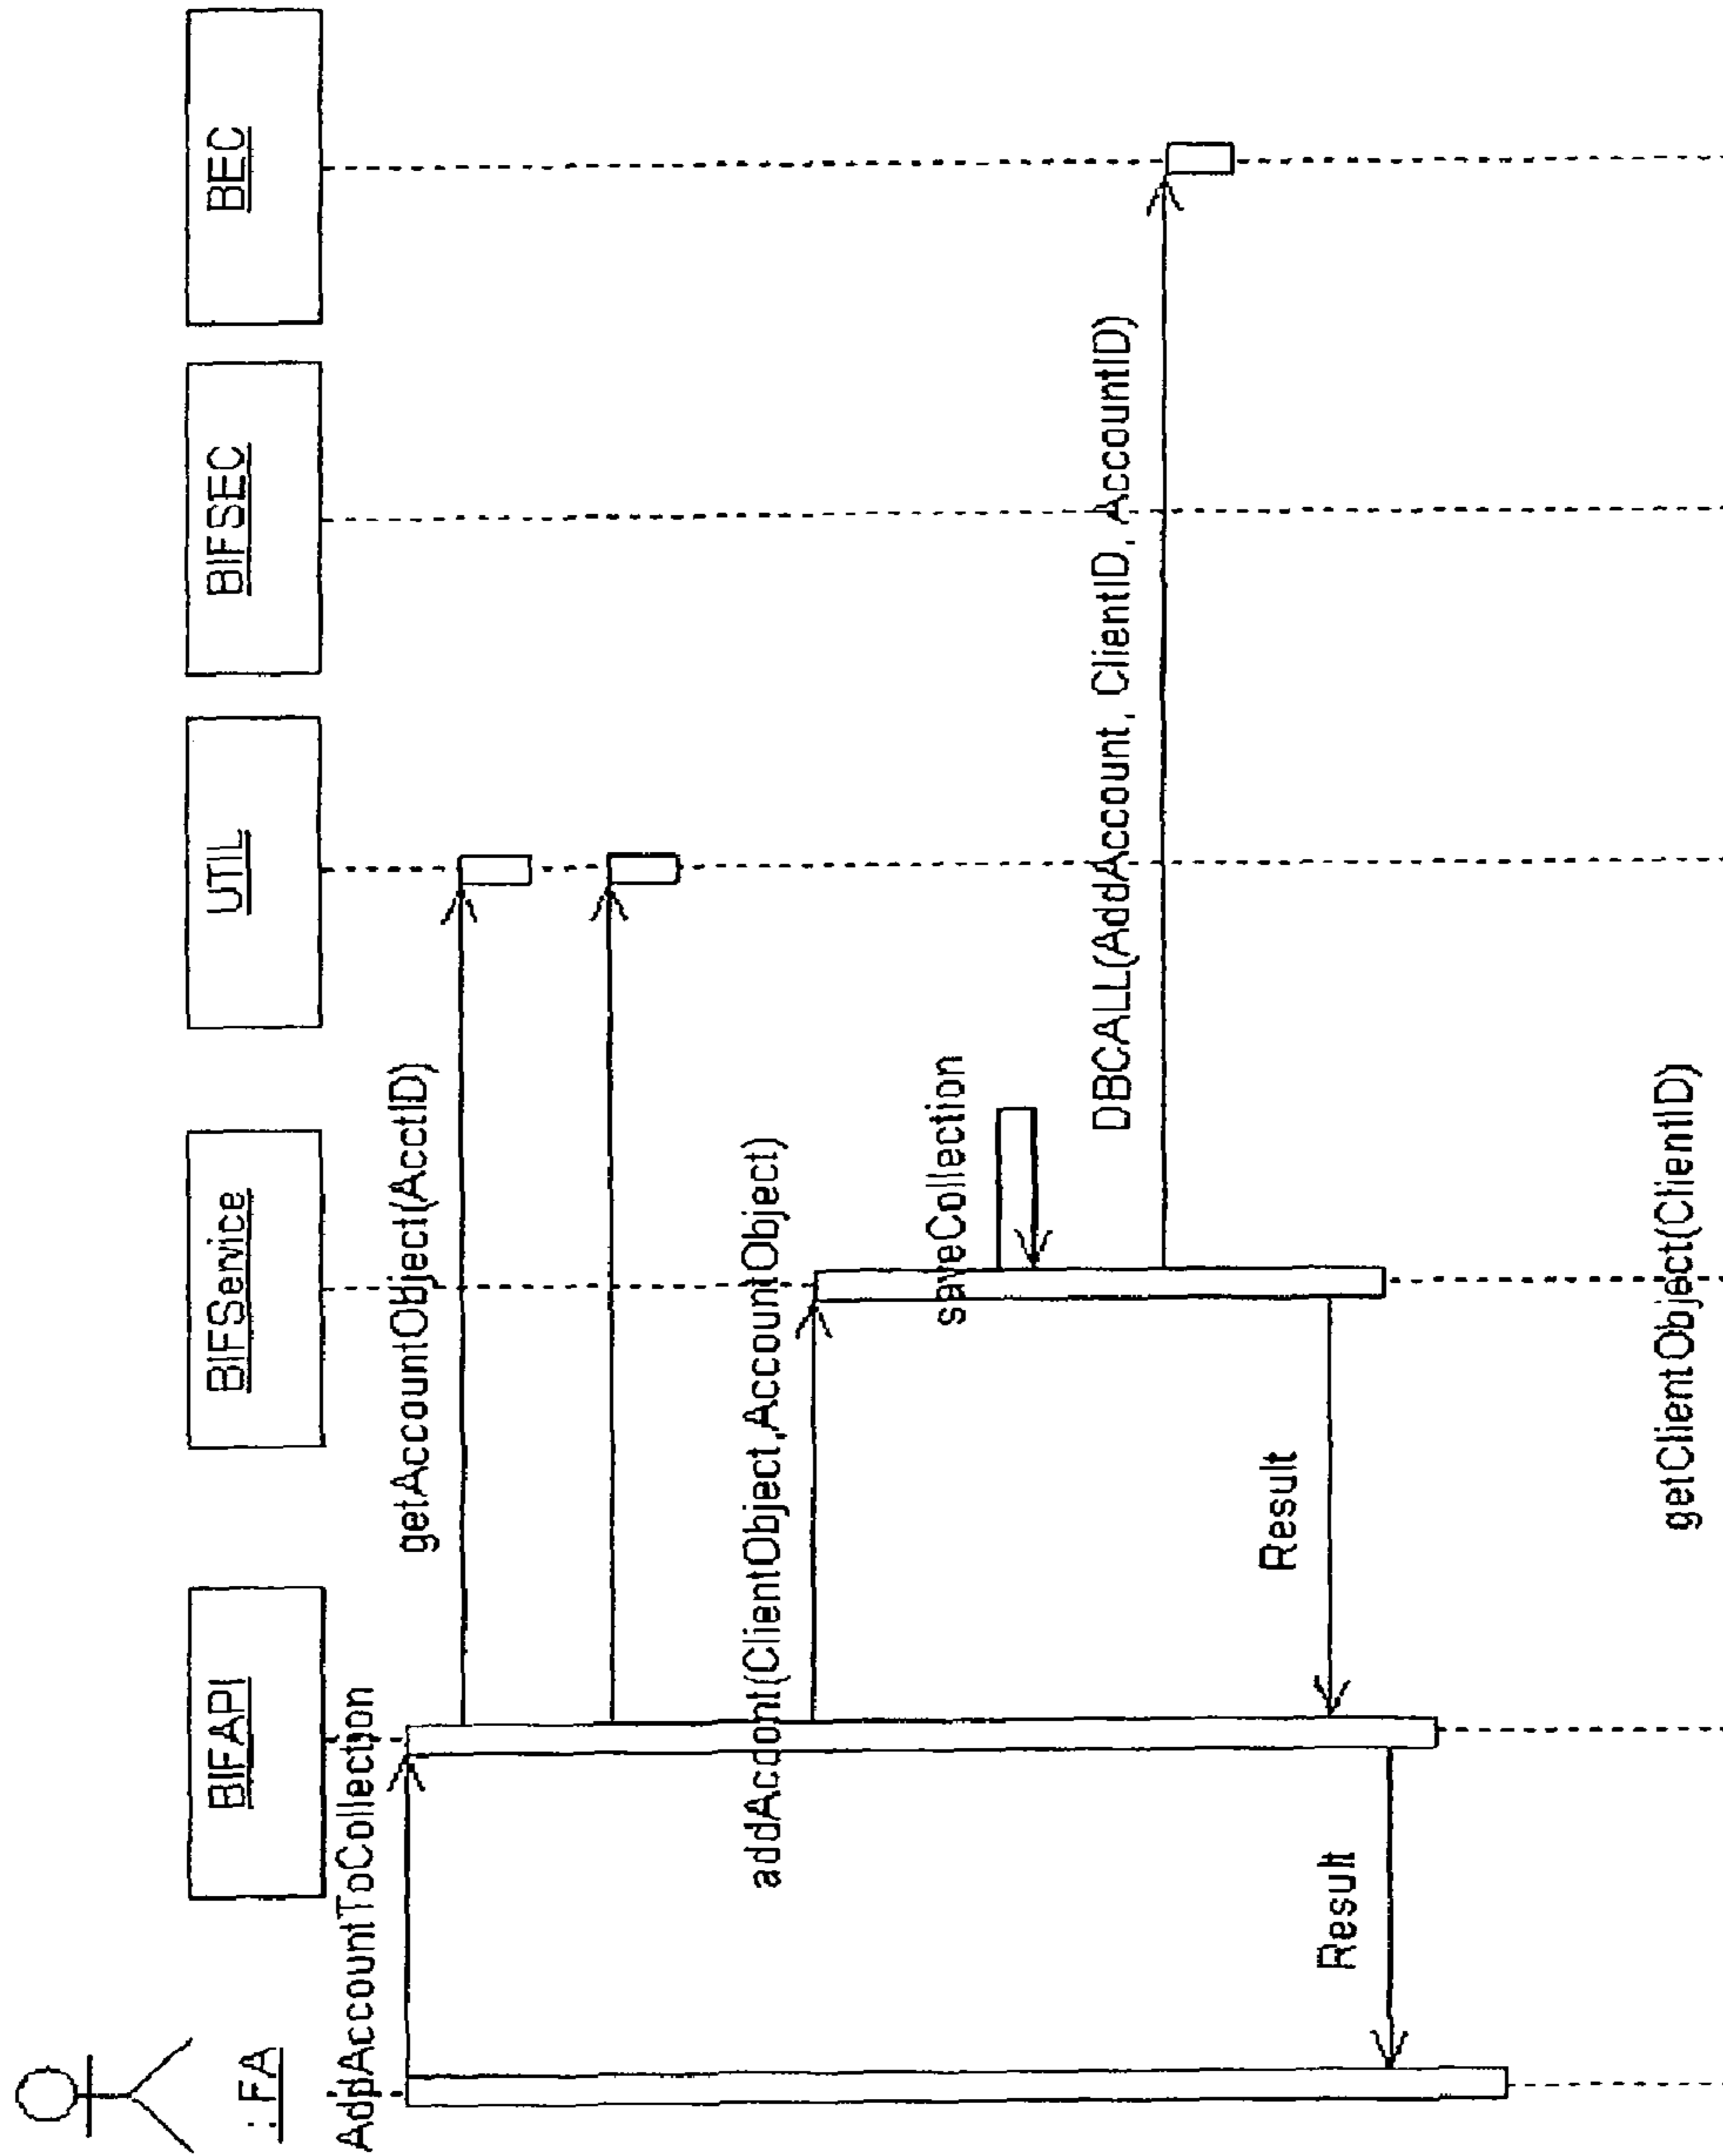 : FA
BIFAPI
BIFService
UTIL
BIFSEC
BEC
AddAccountToCollection
getAccountObject(AcctID)
addAccont(ClientObject,AccountObject)
saveCollection
DBCALL(AddAccount, ClientID, AccountID)
Result
Result
getClientObject(ClientID)